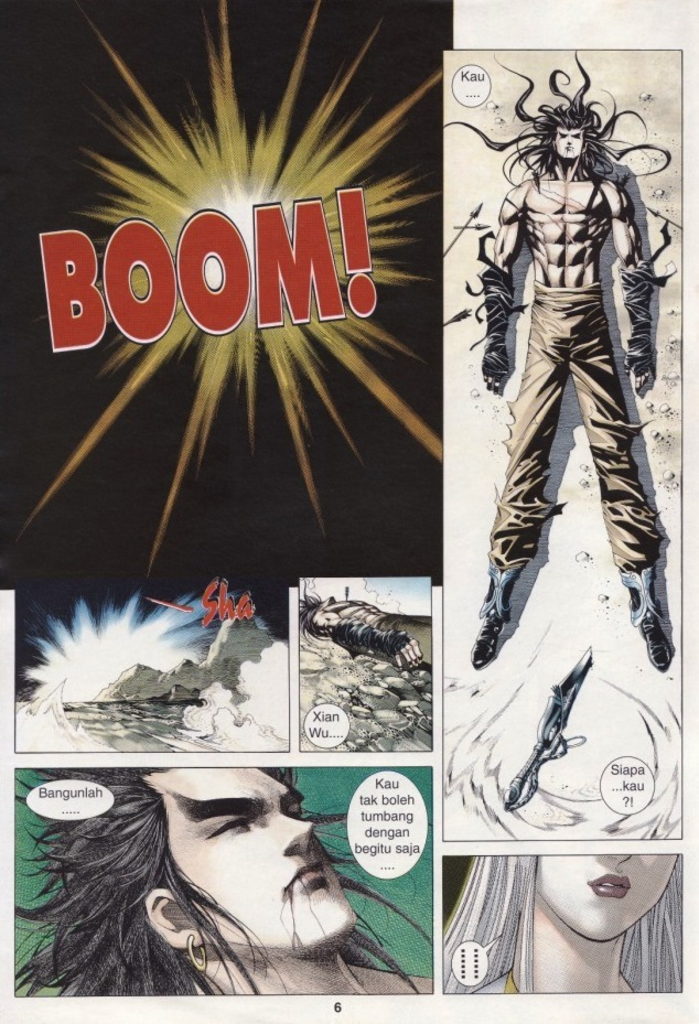 BOOM!
Sha
Xian
Wu....
Bangunlah
.....
Kau
tak boleh
tumbang
dengan
begitu saja
....
Kau
....
Siapa
...kau
?!
6